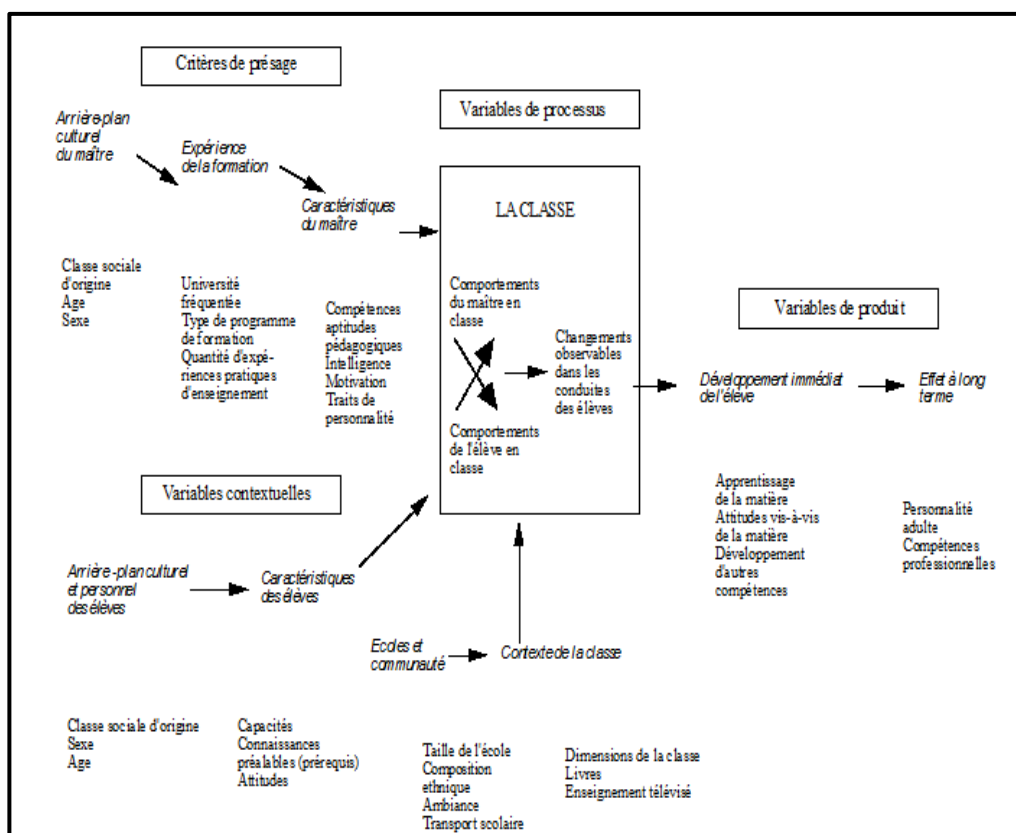 Critères de présage
Variables de processus
Arrière-plan
culturel
du maître
Expérience
de la formation
Caractéristiques
du maître
LA CLASSE
Classe sociale
d'origine
Age
Sexe
Université
fréquentée
Type de programme
de formation
Quantité d'expé-
riences pratiques
d'enseignement
Compétences
aptitudes
pédagogiques
Intelligence
Motivation
Traits de
personnalité
Comportements
du maître en
classe
Changements
observables
dans les
conduites
des élèves
Comportements
de l'élève en
classe
Variables de produit
Développement immédiat
de l'élève
Effet à long
terme
Variables contextuelles
Arrière-plan culturel
et personnel
des élèves
Caractéristiques
des élèves
Apprentissage
de la matière
Attitudes vis-à-vis
de la matière
Développement
d'autres
compétences
Personnalité
adulte
Compétences
professionnelles
Ecoles et
communauté
Contexte de la classe
Classe sociale d'origine
Sexe
Age
Capacités
Connaissances
préalables (prérequis)
Attitudes
Taille de l'école
Composition
ethnique
Ambiance
Transport scolaire
Dimensions de la classe
Livres
Enseignement télévisé